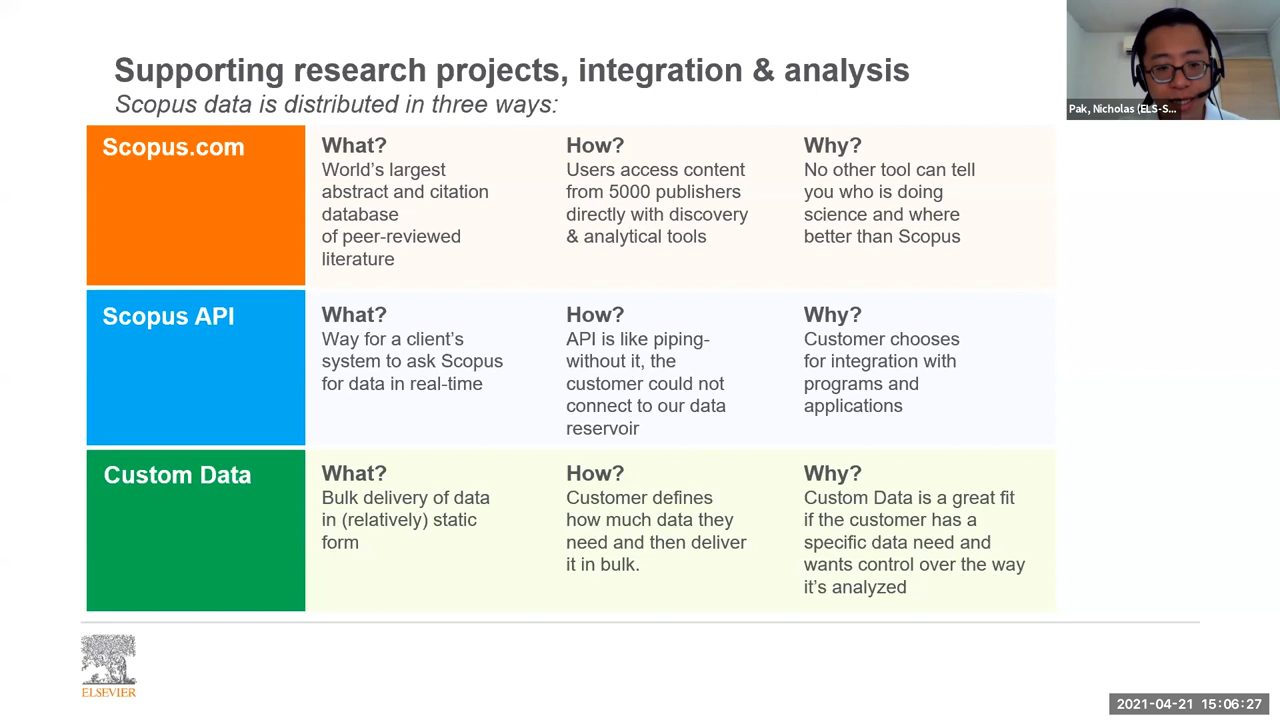 Supporting research projects, integration & analysis
Scopus data is distributed in three ways:
Scopus.com
What?
World's largest
abstract and citation
database
of peer-reviewed
literature
How?
Users access content
from 5000 publishers
directly with discovery
& analytical tools
Why?
No other tool can tell
you who is doing
science and where
better than Scopus
Scopus API
What?
Way for a client's
system to ask Scopus
for data in real-time
How?
API is like piping-
without it, the
customer could not
connect to our data
reservoir
Why?
Customer chooses
for integration with
programs and
applications
Custom Data
What?
Bulk delivery of data
in (relatively) static
form
How?
Customer defines
how much data they
need and then deliver
it in bulk.
Why?
Custom Data is a great fit
if the customer has a
specific data need and
wants control over the way
it's analyzed
ELSEVIER
Pak, Nicholas (ELS-S...
2021-04-21 15:06:27